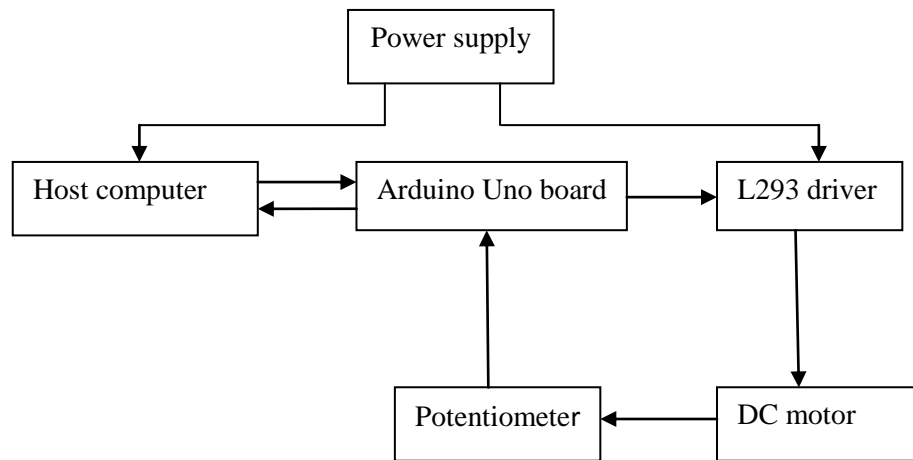 Power supply
Host computer
Arduino Uno board
L293 driver
Potentiometer
DC motor